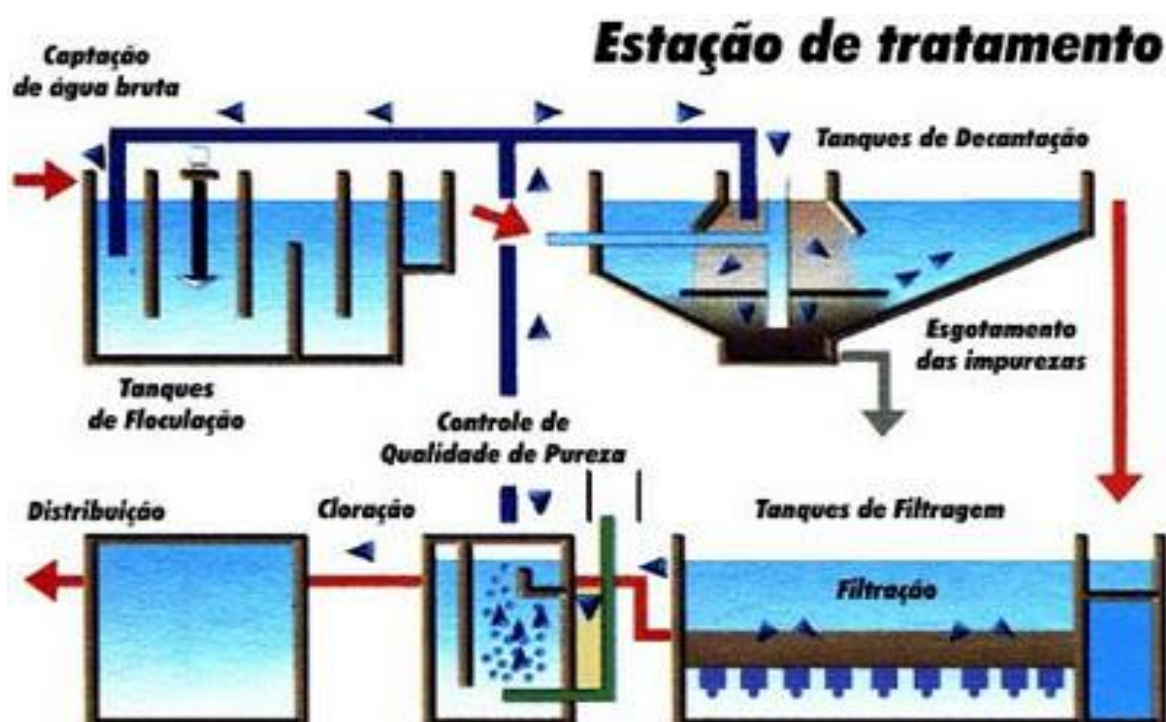 Estação de tratamento
Captação
de água bruta
Tanques de Decantação
Esgotamento
das impurezas
Tanques
de Floculação
Controle de
Qualidade de Pureza
Distribuição
Cloração
Tanques de Filtragem
Filtração